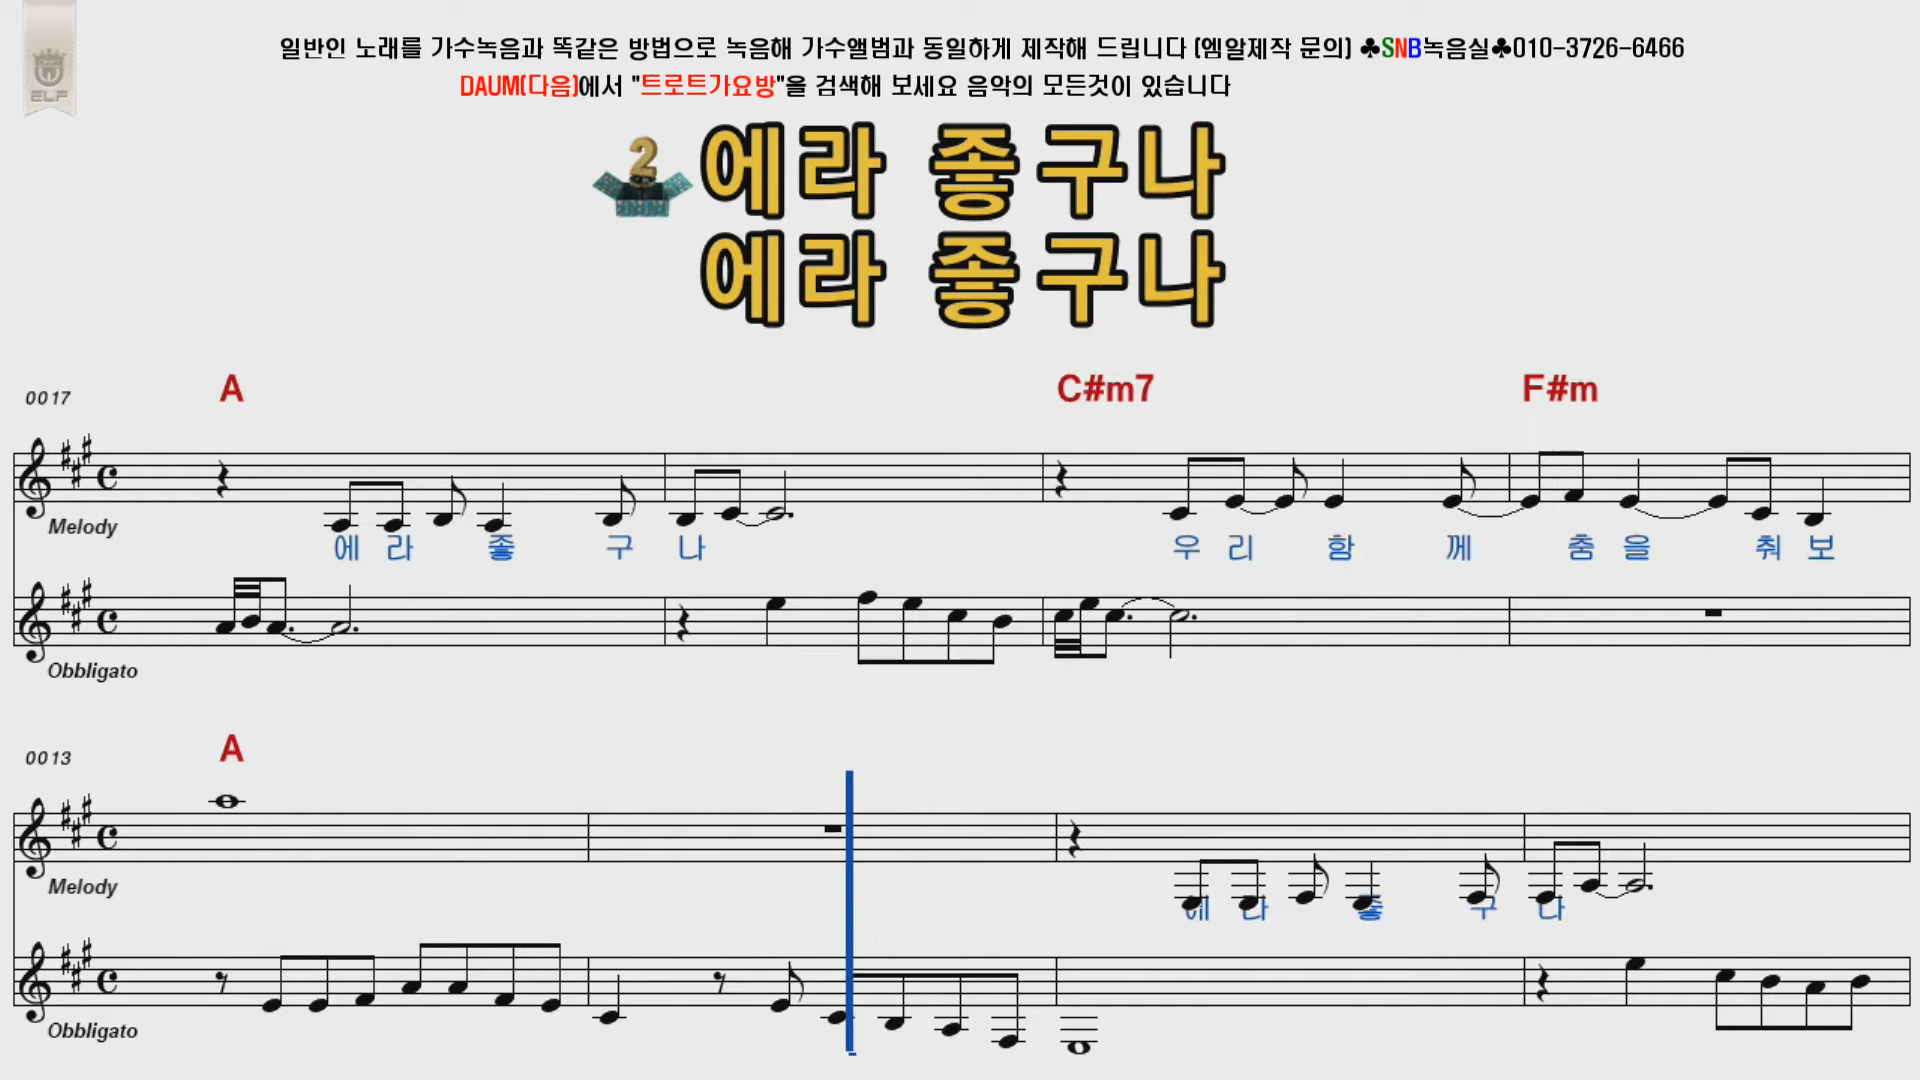 ELF
일반인 노래를 가수녹음과 똑같은 방법으로 녹음해 가수앨범과 동일하게 제작해 드립니다 (엠알제작 문의) ♣SNB녹음실♣010-3726-6466
DAUM(다음)에서 "트로트가요방"을 검색해 보세요 음악의 모든것이 있습니다
2
에라 좋구나
에라 좋구나
0017 A C#m7 F#m
Melody
에 라 좋 구 나 우 리 함 께 춤 을 춰 보
Obbligato
0013 A
Melody
에 라 좋 구 나
Obbligato